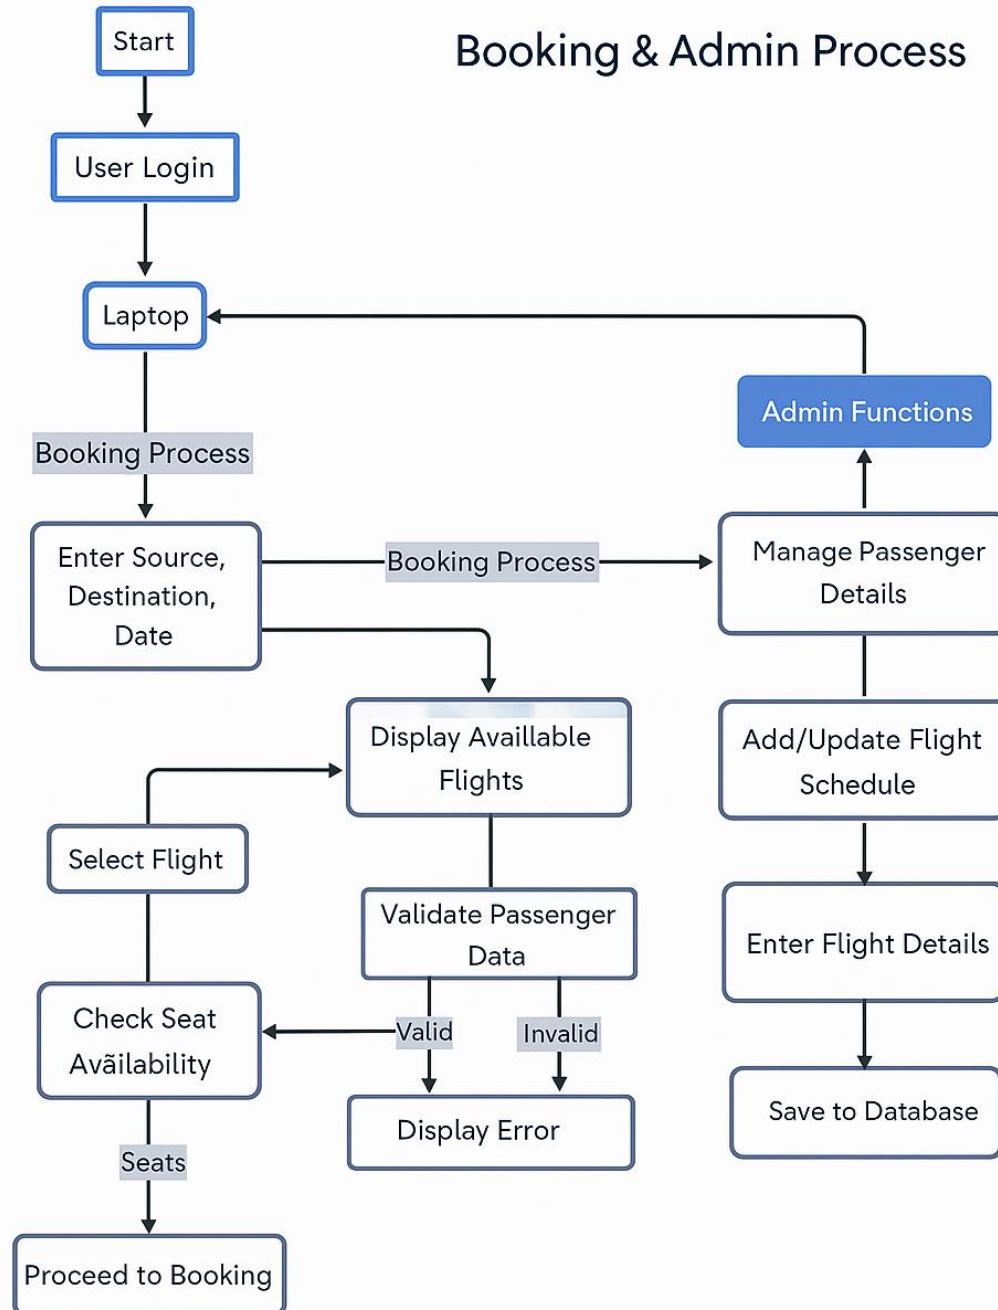 Start
Booking & Admin Process
User Login
Laptop
Admin Functions
Booking Process
Enter Source,
Destination,
Date
Booking Process
Manage Passenger
Details
Display Availlable
Flights
Add/Update Flight
Schedule
Select Flight
Validate Passenger
Data
Enter Flight Details
Check Seat
Avãilability
Valid
Invalid
Display Error
Save to Database
Seats
Proceed to Booking